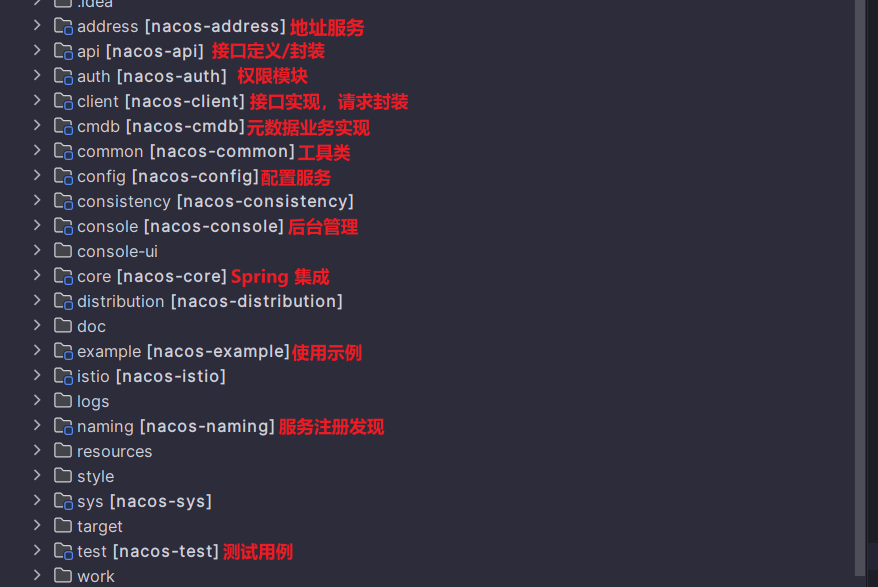 .idea
address [nacos-address] 地址服务
api [nacos-api] 接口定义/封装
auth [nacos-auth] 权限模块
client [nacos-client] 接口实现，请求封装
cmdb [nacos-cmdb] 元数据业务实现
common [nacos-common] 工具类
config [nacos-config] 配置服务
consistency [nacos-consistency]
console [nacos-console] 后台管理
console-ui
core [nacos-core] Spring 集成
distribution [nacos-distribution]
doc
example [nacos-example] 使用示例
istio [nacos-istio]
logs
naming [nacos-naming] 服务注册发现
resources
style
sys [nacos-sys]
target
test [nacos-test] 测试用例
work